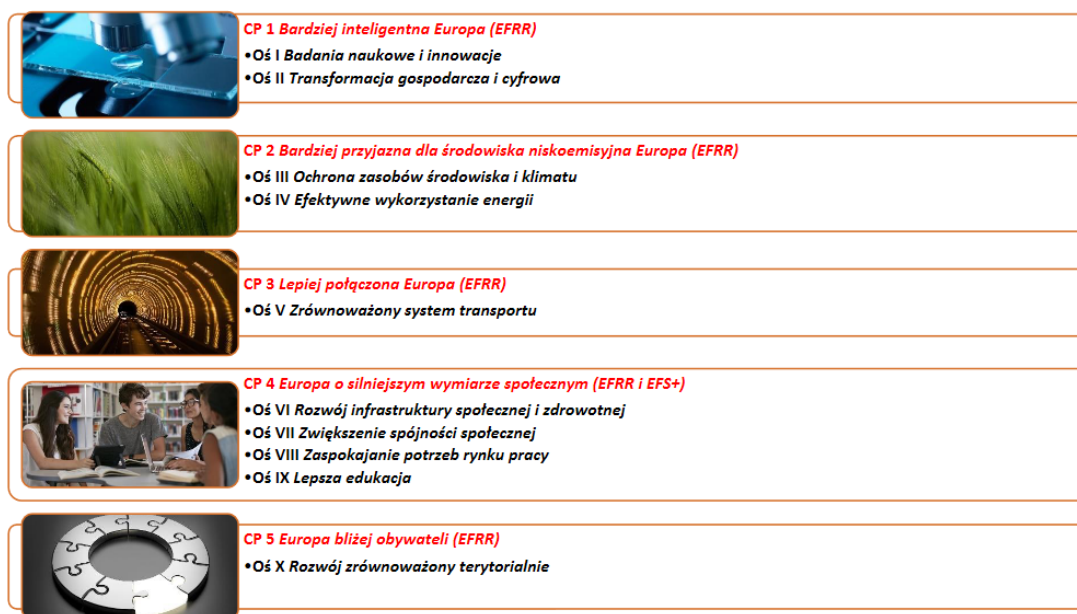 CP 1 Bardziej inteligentna Europa (EFRR)
•Oś I Badania naukowe i innowacje
•Oś II Transformacja gospodarcza i cyfrowa
CP 2 Bardziej przyjazna dla środowiska niskoemisyjna Europa (EFRR)
•Oś III Ochrona zasobów środowiska i klimatu
•Oś IV Efektywne wykorzystanie energii
CP 3 Lepiej połączona Europa (EFRR)
•Oś V Zrównoważony system transportu
CP 4 Europa o silniejszym wymiarze społecznym (EFRR i EFS+)
•Oś VI Rozwój infrastruktury społecznej i zdrowotnej
•Oś VII Zwiększenie spójności społecznej
•Oś VIII Zaspokajanie potrzeb rynku pracy
•Oś IX Lepsza edukacja
CP 5 Europa bliżej obywateli (EFRR)
•Oś X Rozwój zrównoważony terytorialnie